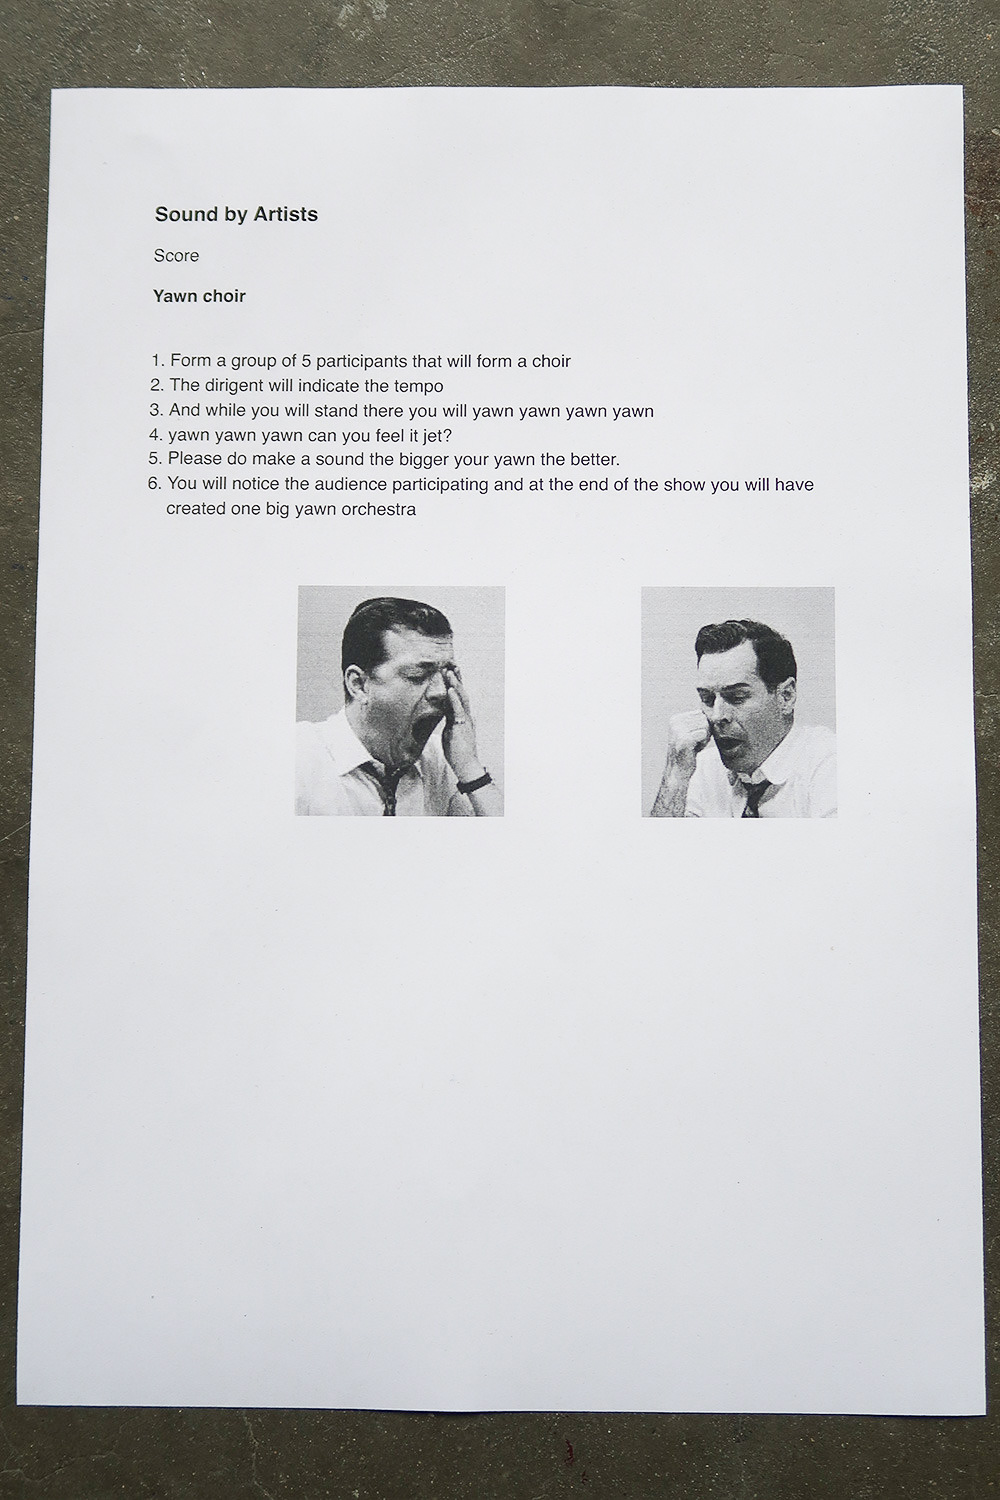 Sound by Artists
Score
Yawn choir
1. Form a group of 5 participants that will form a choir
2. The dirigent will indicate the tempo
3. And while you will stand there you will yawn yawn yawn yawn
4. yawn yawn yawn can you feel it jet?
5. Please do make a sound the bigger your yawn the better.
6. You will notice the audience participating and at the end of the show you will have
created one big yawn orchestra